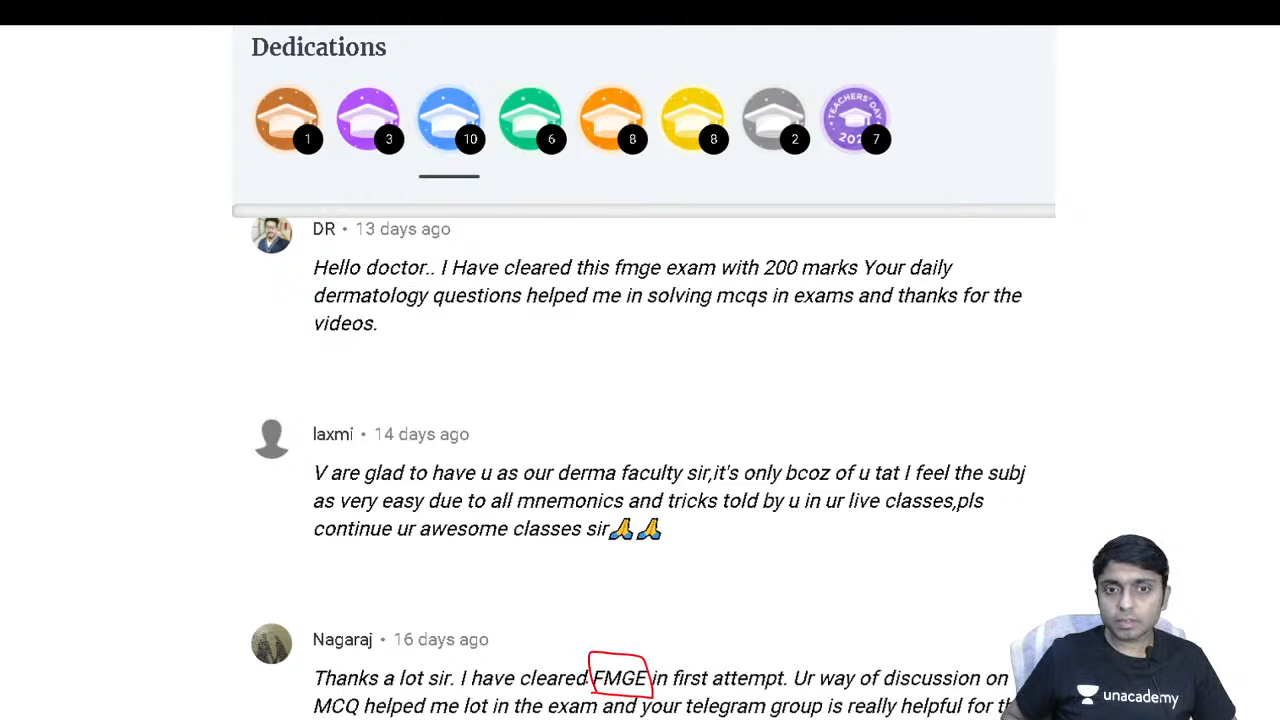 Dedications
1 3 10 6 8 8 2 TEACHERS' DAY 202 7
DR • 13 days ago
Hello doctor.. I Have cleared this fmge exam with 200 marks Your daily
dermatology questions helped me in solving mcqs in exams and thanks for the
videos.
laxmi • 14 days ago
V are glad to have u as our derma faculty sir,it's only bcoz of u tat I feel the subj
as very easy due to all mnemonics and tricks told by u in ur live classes,pls
continue ur awesome classes sir🙏🙏
Nagaraj • 16 days ago
Thanks a lot sir. I have cleared FMGE in first attempt. Ur way of discussion on
MCQ helped me lot in the exam and your telegram group is really helpful for
unacademy